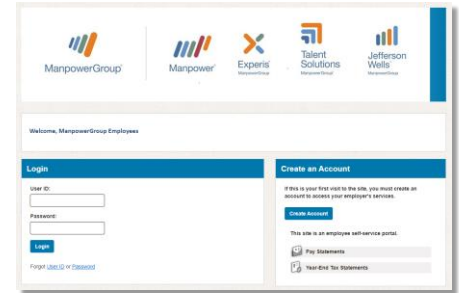 ManpowerGroup
Manpower
Experis
ManpowerGroup
Talent
Solutions
ManpowerGroup
Jefferson
Wells
ManpowerGroup
Welcome, ManpowerGroup Employees
Login
User ID:
Password:
Login
Forgot User ID or Password
Create an Account
If this is your first visit to the site, you must create an
account to access your employer's services.
Create Account
This site is an employee self-service portal.
Pay Statements
Year-End Tax Statements